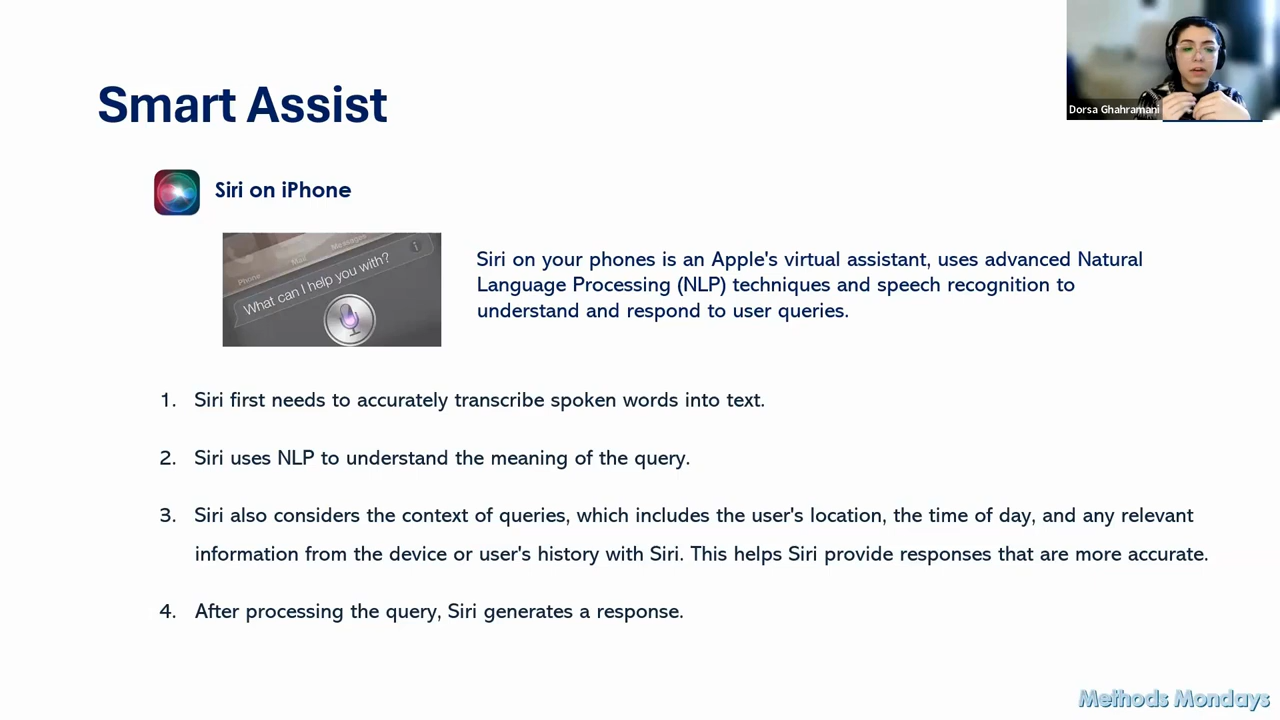 Smart Assist
Dorsa Ghahramani
Siri on iPhone
Phone
Mail
Messages
i
What can I help you with?
Siri on your phones is an Apple's virtual assistant, uses advanced Natural
Language Processing (NLP) techniques and speech recognition to
understand and respond to user queries.
1. Siri first needs to accurately transcribe spoken words into text.
2. Siri uses NLP to understand the meaning of the query.
3. Siri also considers the context of queries, which includes the user's location, the time of day, and any relevant
information from the device or user's history with Siri. This helps Siri provide responses that are more accurate.
4. After processing the query, Siri generates a response.
Methods Mondays